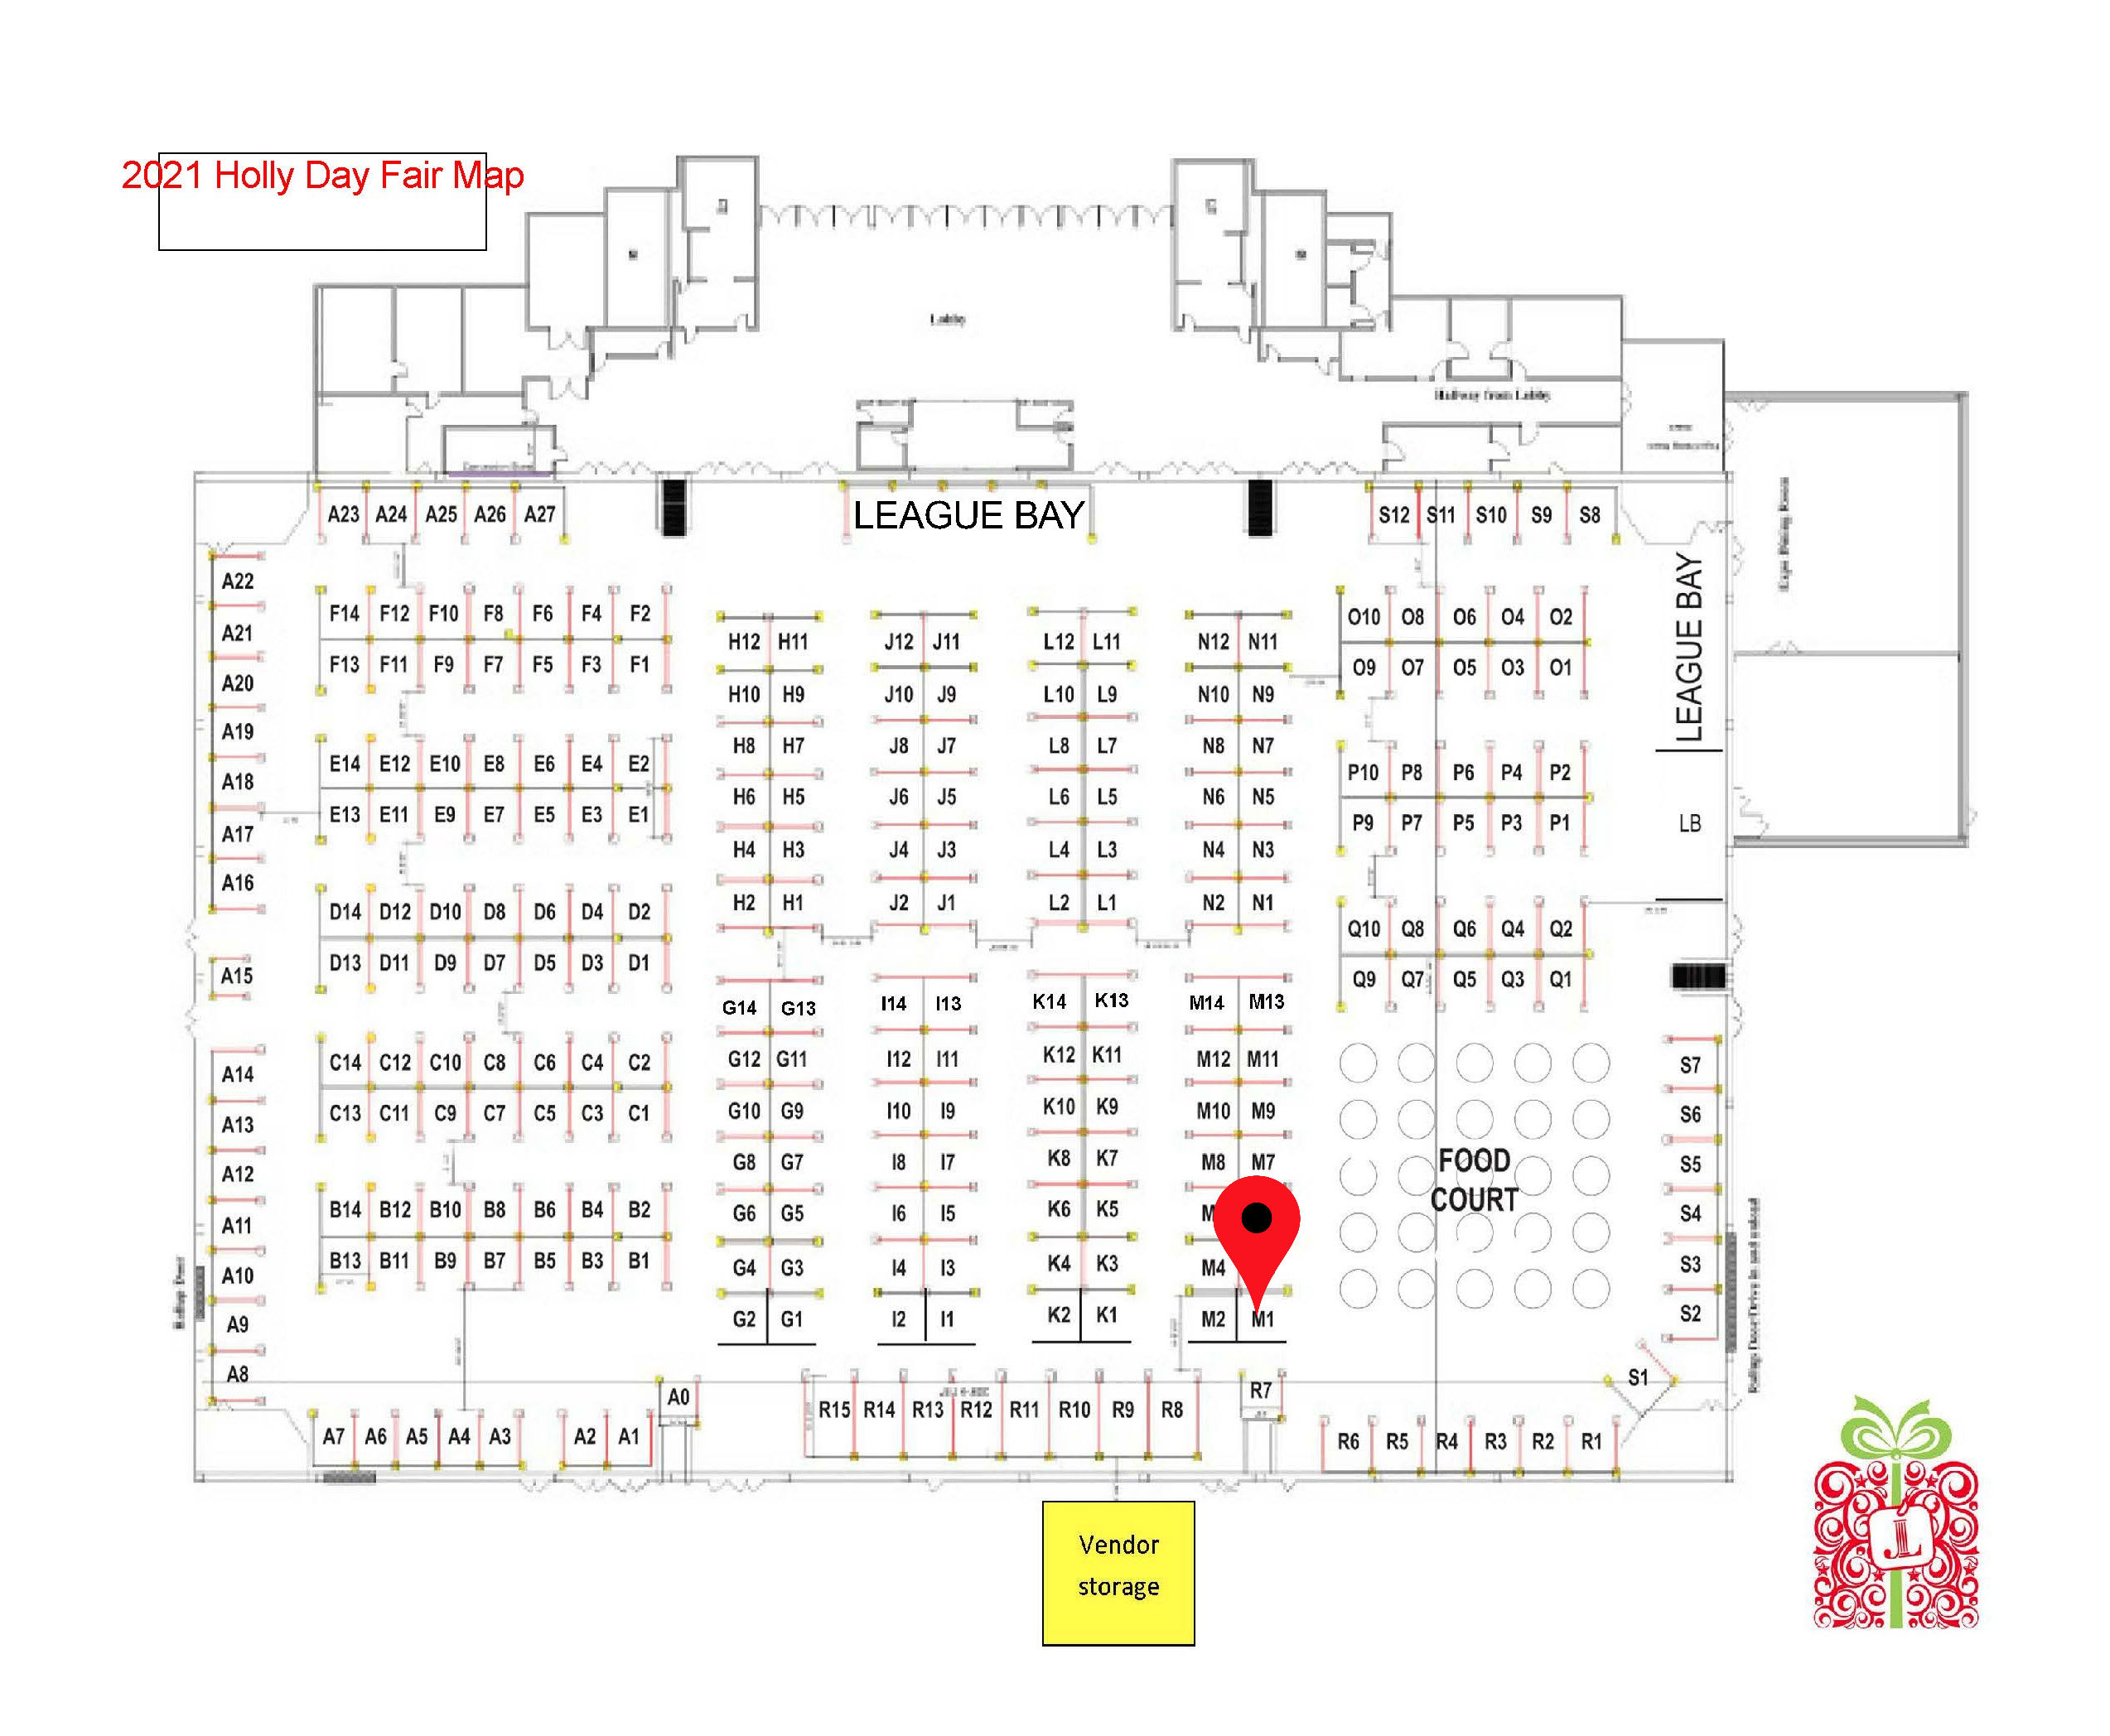 2021 Holly Day Fair Map
Lobby
Hallway from Lobby
LEAGUE BAY
A23 A24 A25 A26 A27
S12 S11 S10 S9 S8
A22
A21
A20
A19
A18
A17
A16
A15
A14
A13
A12
A11
A10
A9
A8
F14 F12 F10 F8 F6 F4 F2
F13 F11 F9 F7 F5 F3 F1
E14 E12 E10 E8 E6 E4 E2
E13 E11 E9 E7 E5 E3 E1
D14 D12 D10 D8 D6 D4 D2
D13 D11 D9 D7 D5 D3 D1
C14 C12 C10 C8 C6 C4 C2
C13 C11 C9 C7 C5 C3 C1
B14 B12 B10 B8 B6 B4 B2
B13 B11 B9 B7 B5 B3 B1
H12 H11 J12 J11 L12 L11 N12 N11
H10 H9 J10 J9 L10 L9 N10 N9
H8 H7 J8 J7 L8 L7 N8 N7
H6 H5 J6 J5 L6 L5 N6 N5
H4 H3 J4 J3 L4 L3 N4 N3
H2 H1 J2 J1 L2 L1 N2 N1
G14 G13 I14 I13 K14 K13 M14 M13
G12 G11 I12 I11 K12 K11 M12 M11
G10 G9 I10 I9 K10 K9 M10 M9
G8 G7 I8 I7 K8 K7 M8 M7
G6 G5 I6 I5 K6 K5 M
G4 G3 I4 I3 K4 K3 M4
G2 G1 I2 I1 K2 K1 M2 M1
O10 O8 O6 O4 O2
O9 O7 O5 O3 O1
P10 P8 P6 P4 P2
P9 P7 P5 P3 P1
Q10 Q8 Q6 Q4 Q2
Q9 Q7 Q5 Q3 Q1
LEAGUE BAY
LB
FOOD
COURT
S7
S6
S5
S4
S3
S2
S1
A7 A6 A5 A4 A3 A2 A1
A0
R15 R14 R13 R12 R11 R10 R9 R8
R7
R6 R5 R4 R3 R2 R1
Vendor
storage
JL